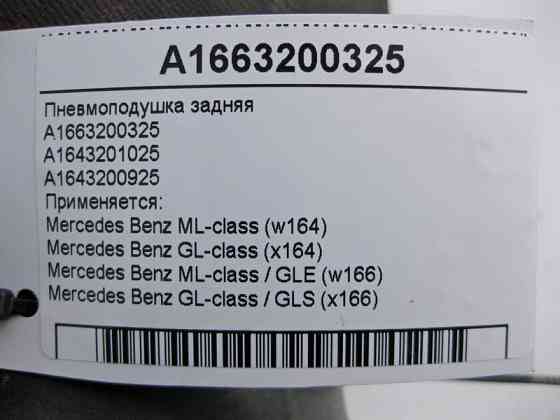 A1663200325
Пневмоподушка задняя
A1663200325
A1643201025
A1643200925
Применяется:
Mercedes Benz ML-class (w164)
Mercedes Benz GL-class (x164)
Mercedes Benz ML-class / GLE (w166)
Mercedes Benz GL-class / GLS (x166)